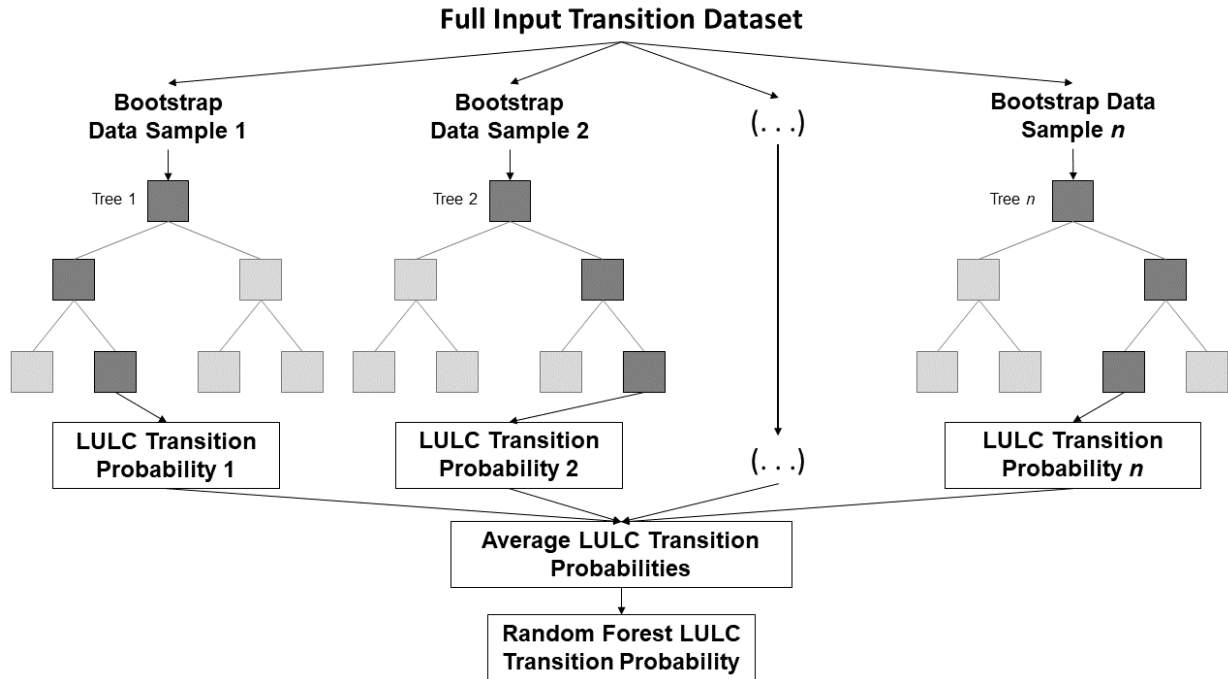 Full Input Transition Dataset
Bootstrap
Data Sample 1
Bootstrap
Data Sample 2
(. . .)
Bootstrap Data
Sample n
Tree 1
Tree 2
Tree n
LULC Transition
Probability 1
LULC Transition
Probability 2
(. . .)
LULC Transition
Probability n
Average LULC Transition
Probabilities
Random Forest LULC
Transition Probability